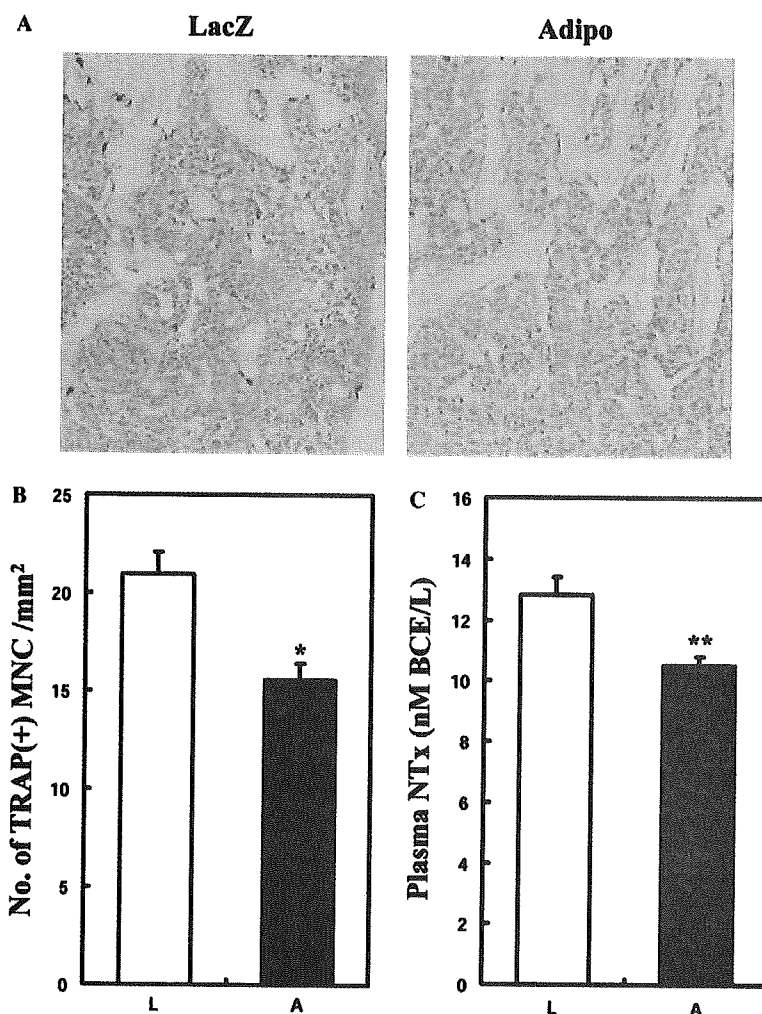 A
LacZ
Adipo
B
No. of TRAP(+) MNC /mm²
25
20
15
10
5
0
*
L
A
C
Plasma NTx (nM BCE/L)
16
14
12
10
8
6
4
2
0
**
L
A